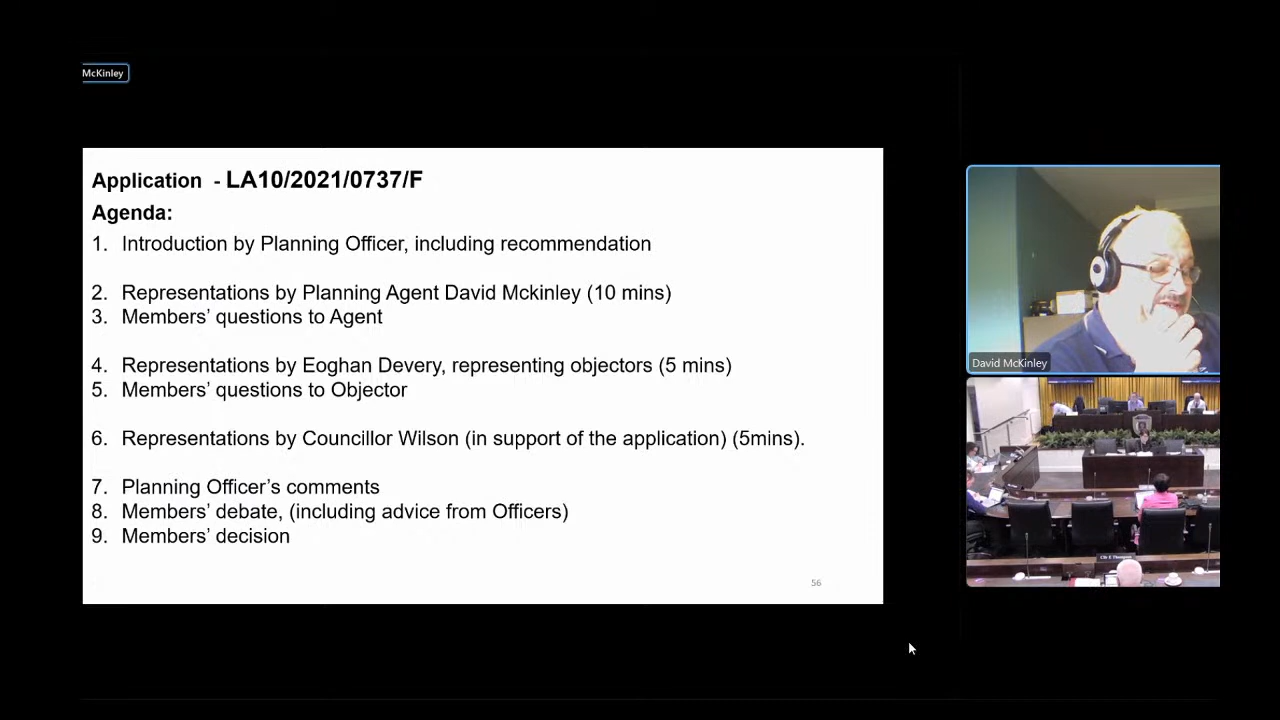 McKinley
Application - LA10/2021/0737/F
Agenda:
1. Introduction by Planning Officer, including recommendation
2. Representations by Planning Agent David Mckinley (10 mins)
3. Members' questions to Agent
4. Representations by Eoghan Devery, representing objectors (5 mins)
5. Members' questions to Objector
6. Representations by Councillor Wilson (in support of the application) (5mins).
7. Planning Officer's comments
8. Members' debate, (including advice from Officers)
9. Members' decision
56
David McKinley